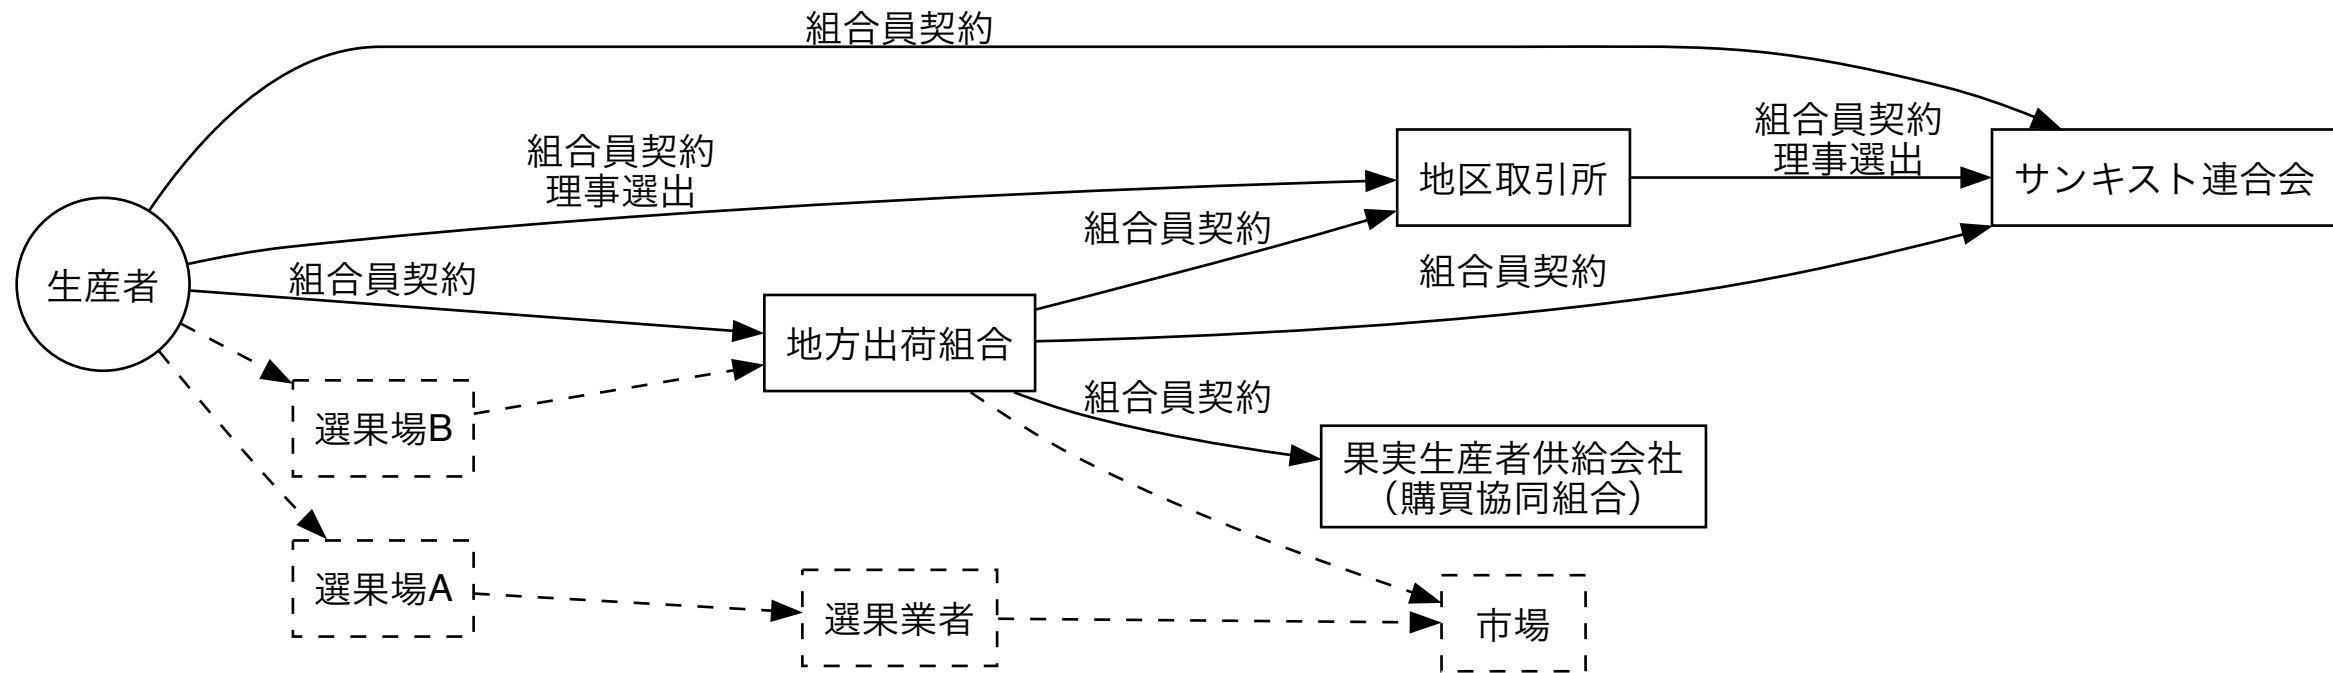 組合員契約
組合員契約
理事選出
組合員契約
理事選出
地区取引所
サンキスト連合会
組合員契約
生産者
組合員契約
組合員契約
地方出荷組合
組合員契約
選果場B
果実生産者供給会社
（購買協同組合）
選果場A
選果業者
市場